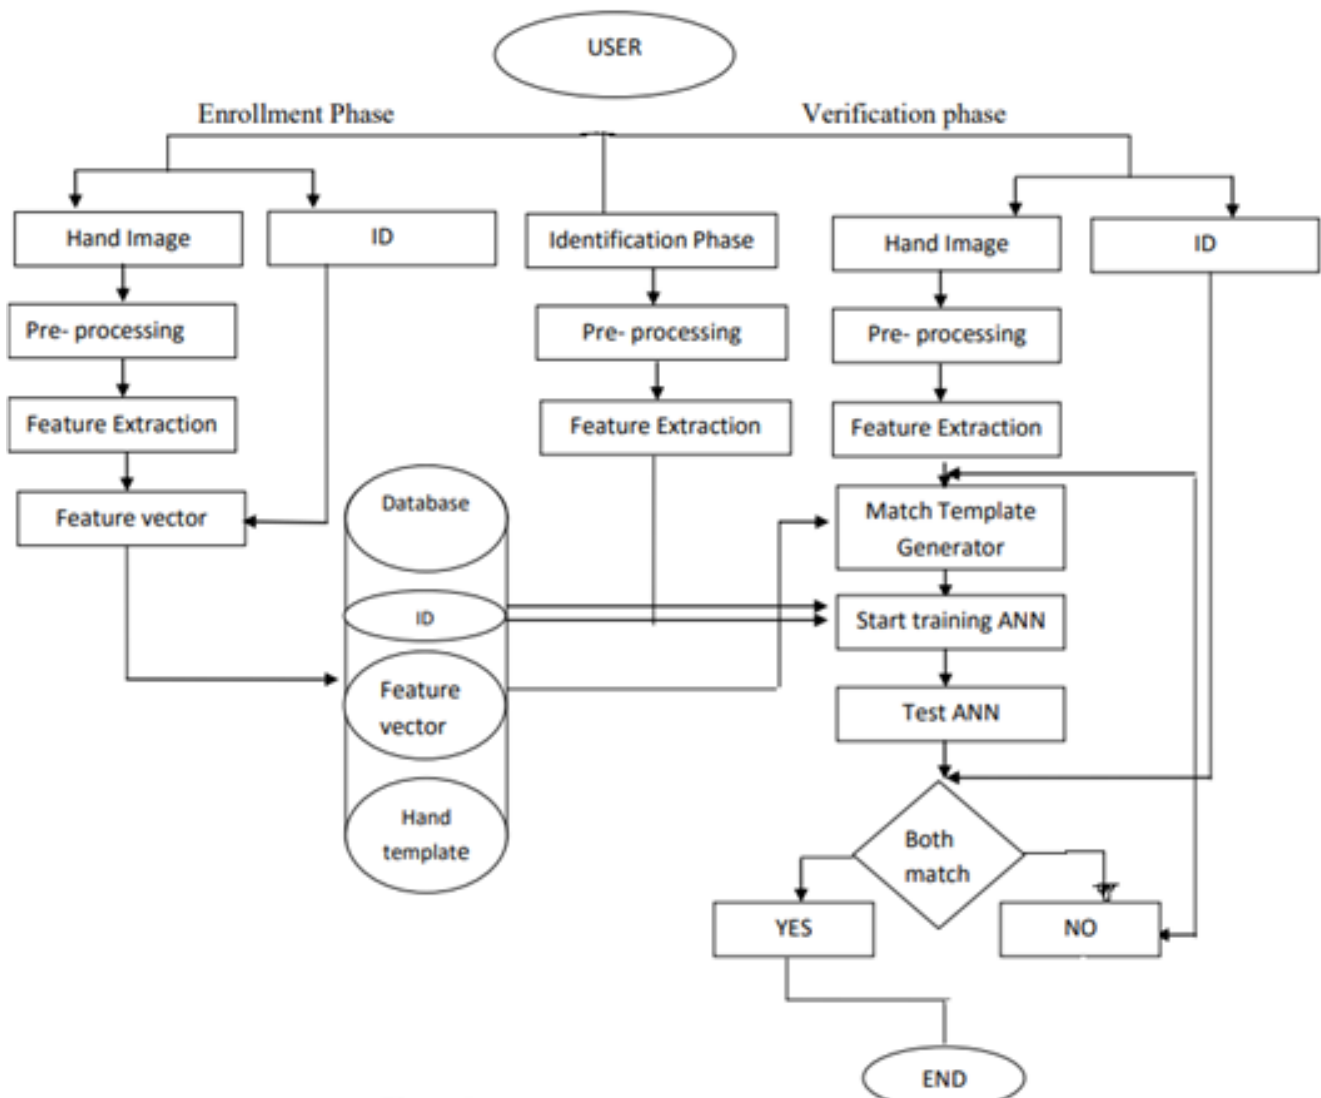 USER
Enrollment Phase
Verification phase
Hand Image
ID
Identification Phase
Hand Image
ID
Pre- processing
Pre- processing
Pre- processing
Feature Extraction
Feature Extraction
Feature Extraction
Feature vector
Database
Match Template
Generator
ID
Start training ANN
Feature
vector
Test ANN
Hand
template
Both
match
YES
NO
END